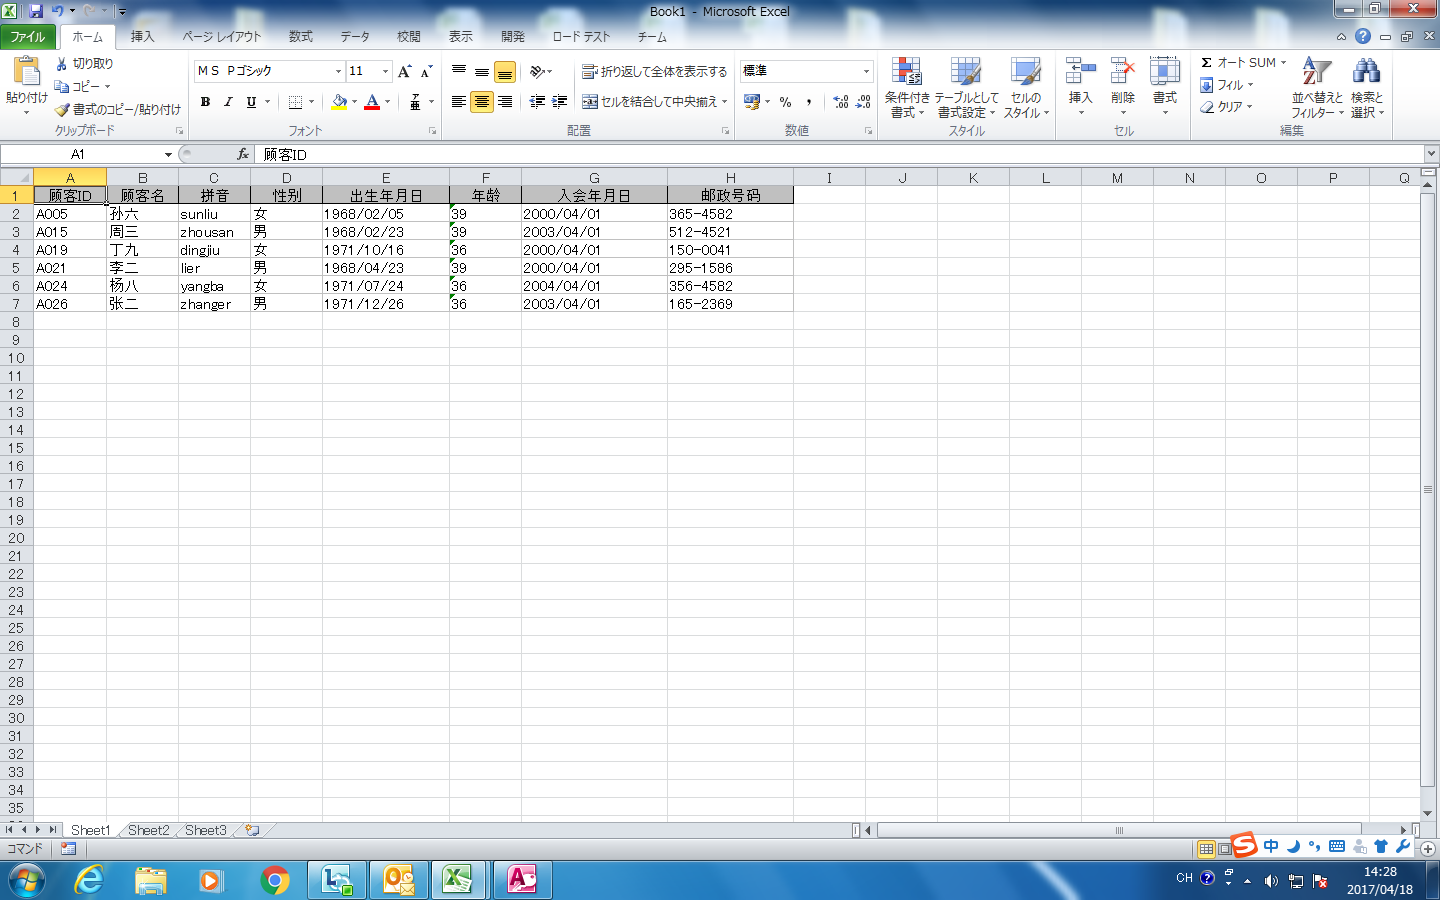 Book1 - Microsoft Excel
ファイル ホーム 挿入 ページ レイアウト 数式 データ 校閲 表示 開発 ロード テスト チーム
貼り付け
切り取り
コピー
書式のコピー/貼り付け
クリップボード
ＭＳ Ｐゴシック 11
B I U A
フォント
折り返して全体を表示する
セルを結合して中央揃え
配置
標準
%
数値
条件付き書式
テーブルとして書式設定
セルのスタイル
スタイル
挿入 削除 書式
セル
Σ オート SUM
フィル
クリア
並べ替えとフィルター
検索と選択
編集
A1 fx 顾客ID
A B C D E F G H I J K L M N O P Q
1 顾客ID 顾客名 拼音 性别 出生年月日 年龄 入会年月日 邮政号码
2 A005 孙六 sunliu 女 1968/02/05 39 2000/04/01 365-4582
3 A015 周三 zhousan 男 1968/02/23 39 2003/04/01 512-4521
4 A019 丁九 dingjiu 女 1971/10/16 36 2000/04/01 150-0041
5 A021 李二 lier 男 1968/04/23 39 2000/04/01 295-1586
6 A024 杨八 yangba 女 1971/07/24 36 2004/04/01 356-4582
7 A026 张二 zhanger 男 1971/12/26 36 2003/04/01 165-2369
8
9
10
11
12
13
14
15
16
17
18
19
20
21
22
23
24
25
26
27
28
29
30
31
32
33
34
35
Sheet1 Sheet2 Sheet3
コマンド
中
CH
14:28
2017/04/18